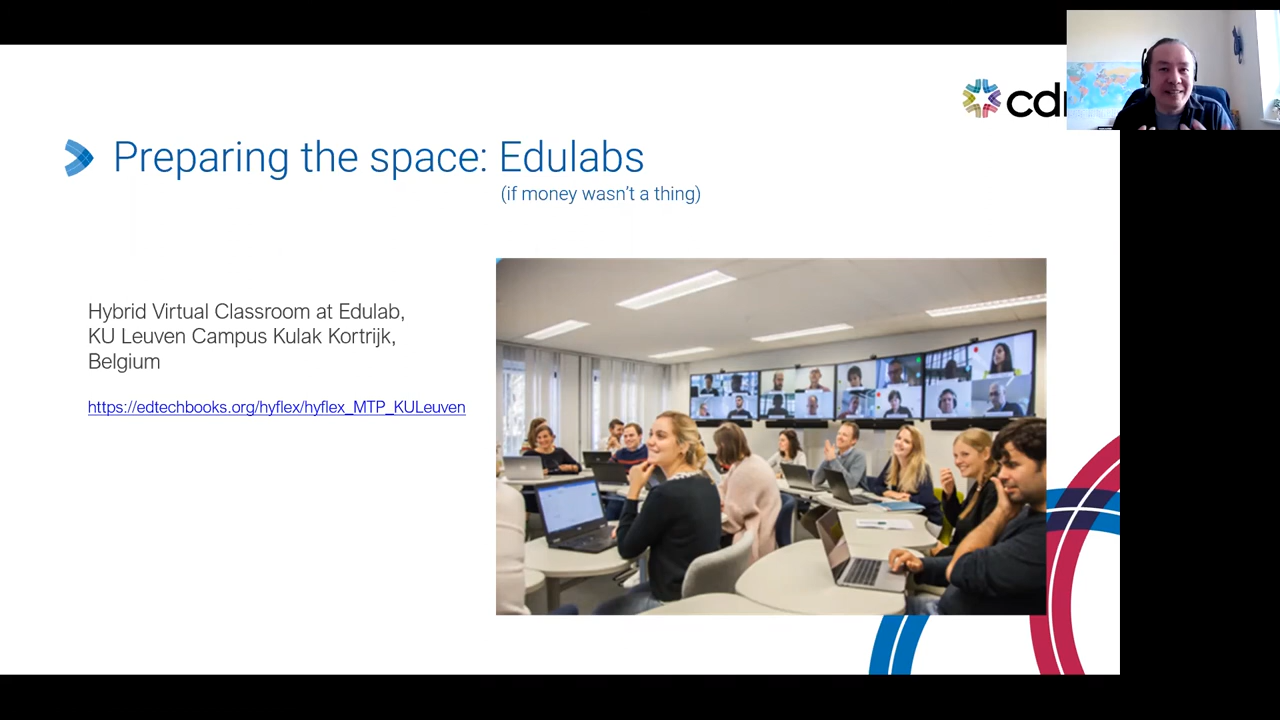 Preparing the space: Edulabs
(if money wasn't a thing)
Hybrid Virtual Classroom at Edulab,
KU Leuven Campus Kulak Kortrijk,
Belgium
https://edtechbooks.org/hyflex/hyflex_MTP_KULeuven